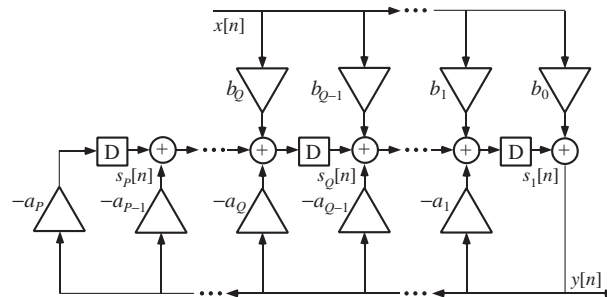 x[n]
b_Q b_{Q−1} b_1 b_0
D + + D + + D +
s_P[n] s_Q[n] s_1[n]
−a_P −a_{P−1} −a_Q −a_{Q−1} −a_1
y[n]